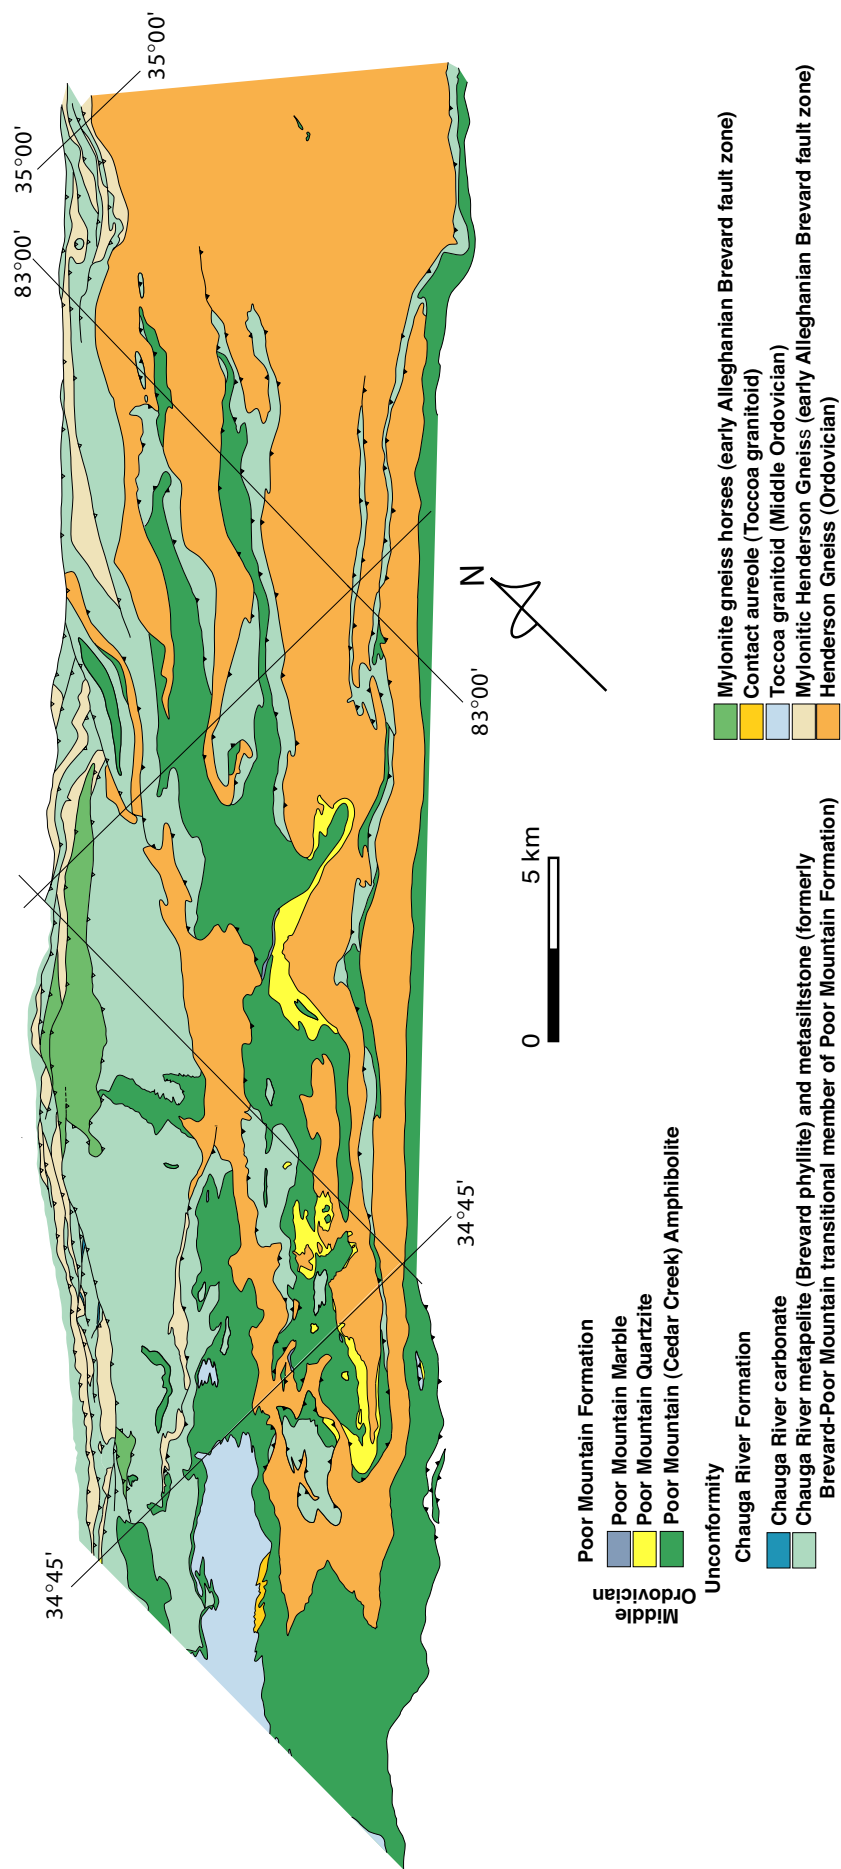 35°00'
35°00'
83°00'
N
83°00'
34°45'
34°45'
0
5 km
Poor Mountain Formation
Poor Mountain Marble
Poor Mountain Quartzite
Poor Mountain (Cedar Creek) Amphibolite
Middle
Ordovician
Unconformity
Chauga River Formation
Chauga River carbonate
Chauga River metapelite (Brevard phyllite) and metasiltstone (formerly
Brevard-Poor Mountain transitional member of Poor Mountain Formation)
Mylonite gneiss horses (early Alleghanian Brevard fault zone)
Contact aureole (Toccoa granitoid)
Toccoa granitoid (Middle Ordovician)
Mylonitic Henderson Gneiss (early Alleghanian Brevard fault zone)
Henderson Gneiss (Ordovician)